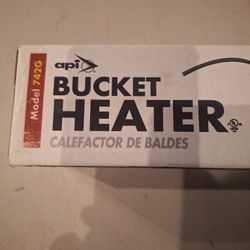 api
BUCKET
HEATER
CALEFACTOR DE BALDES
Model 742G